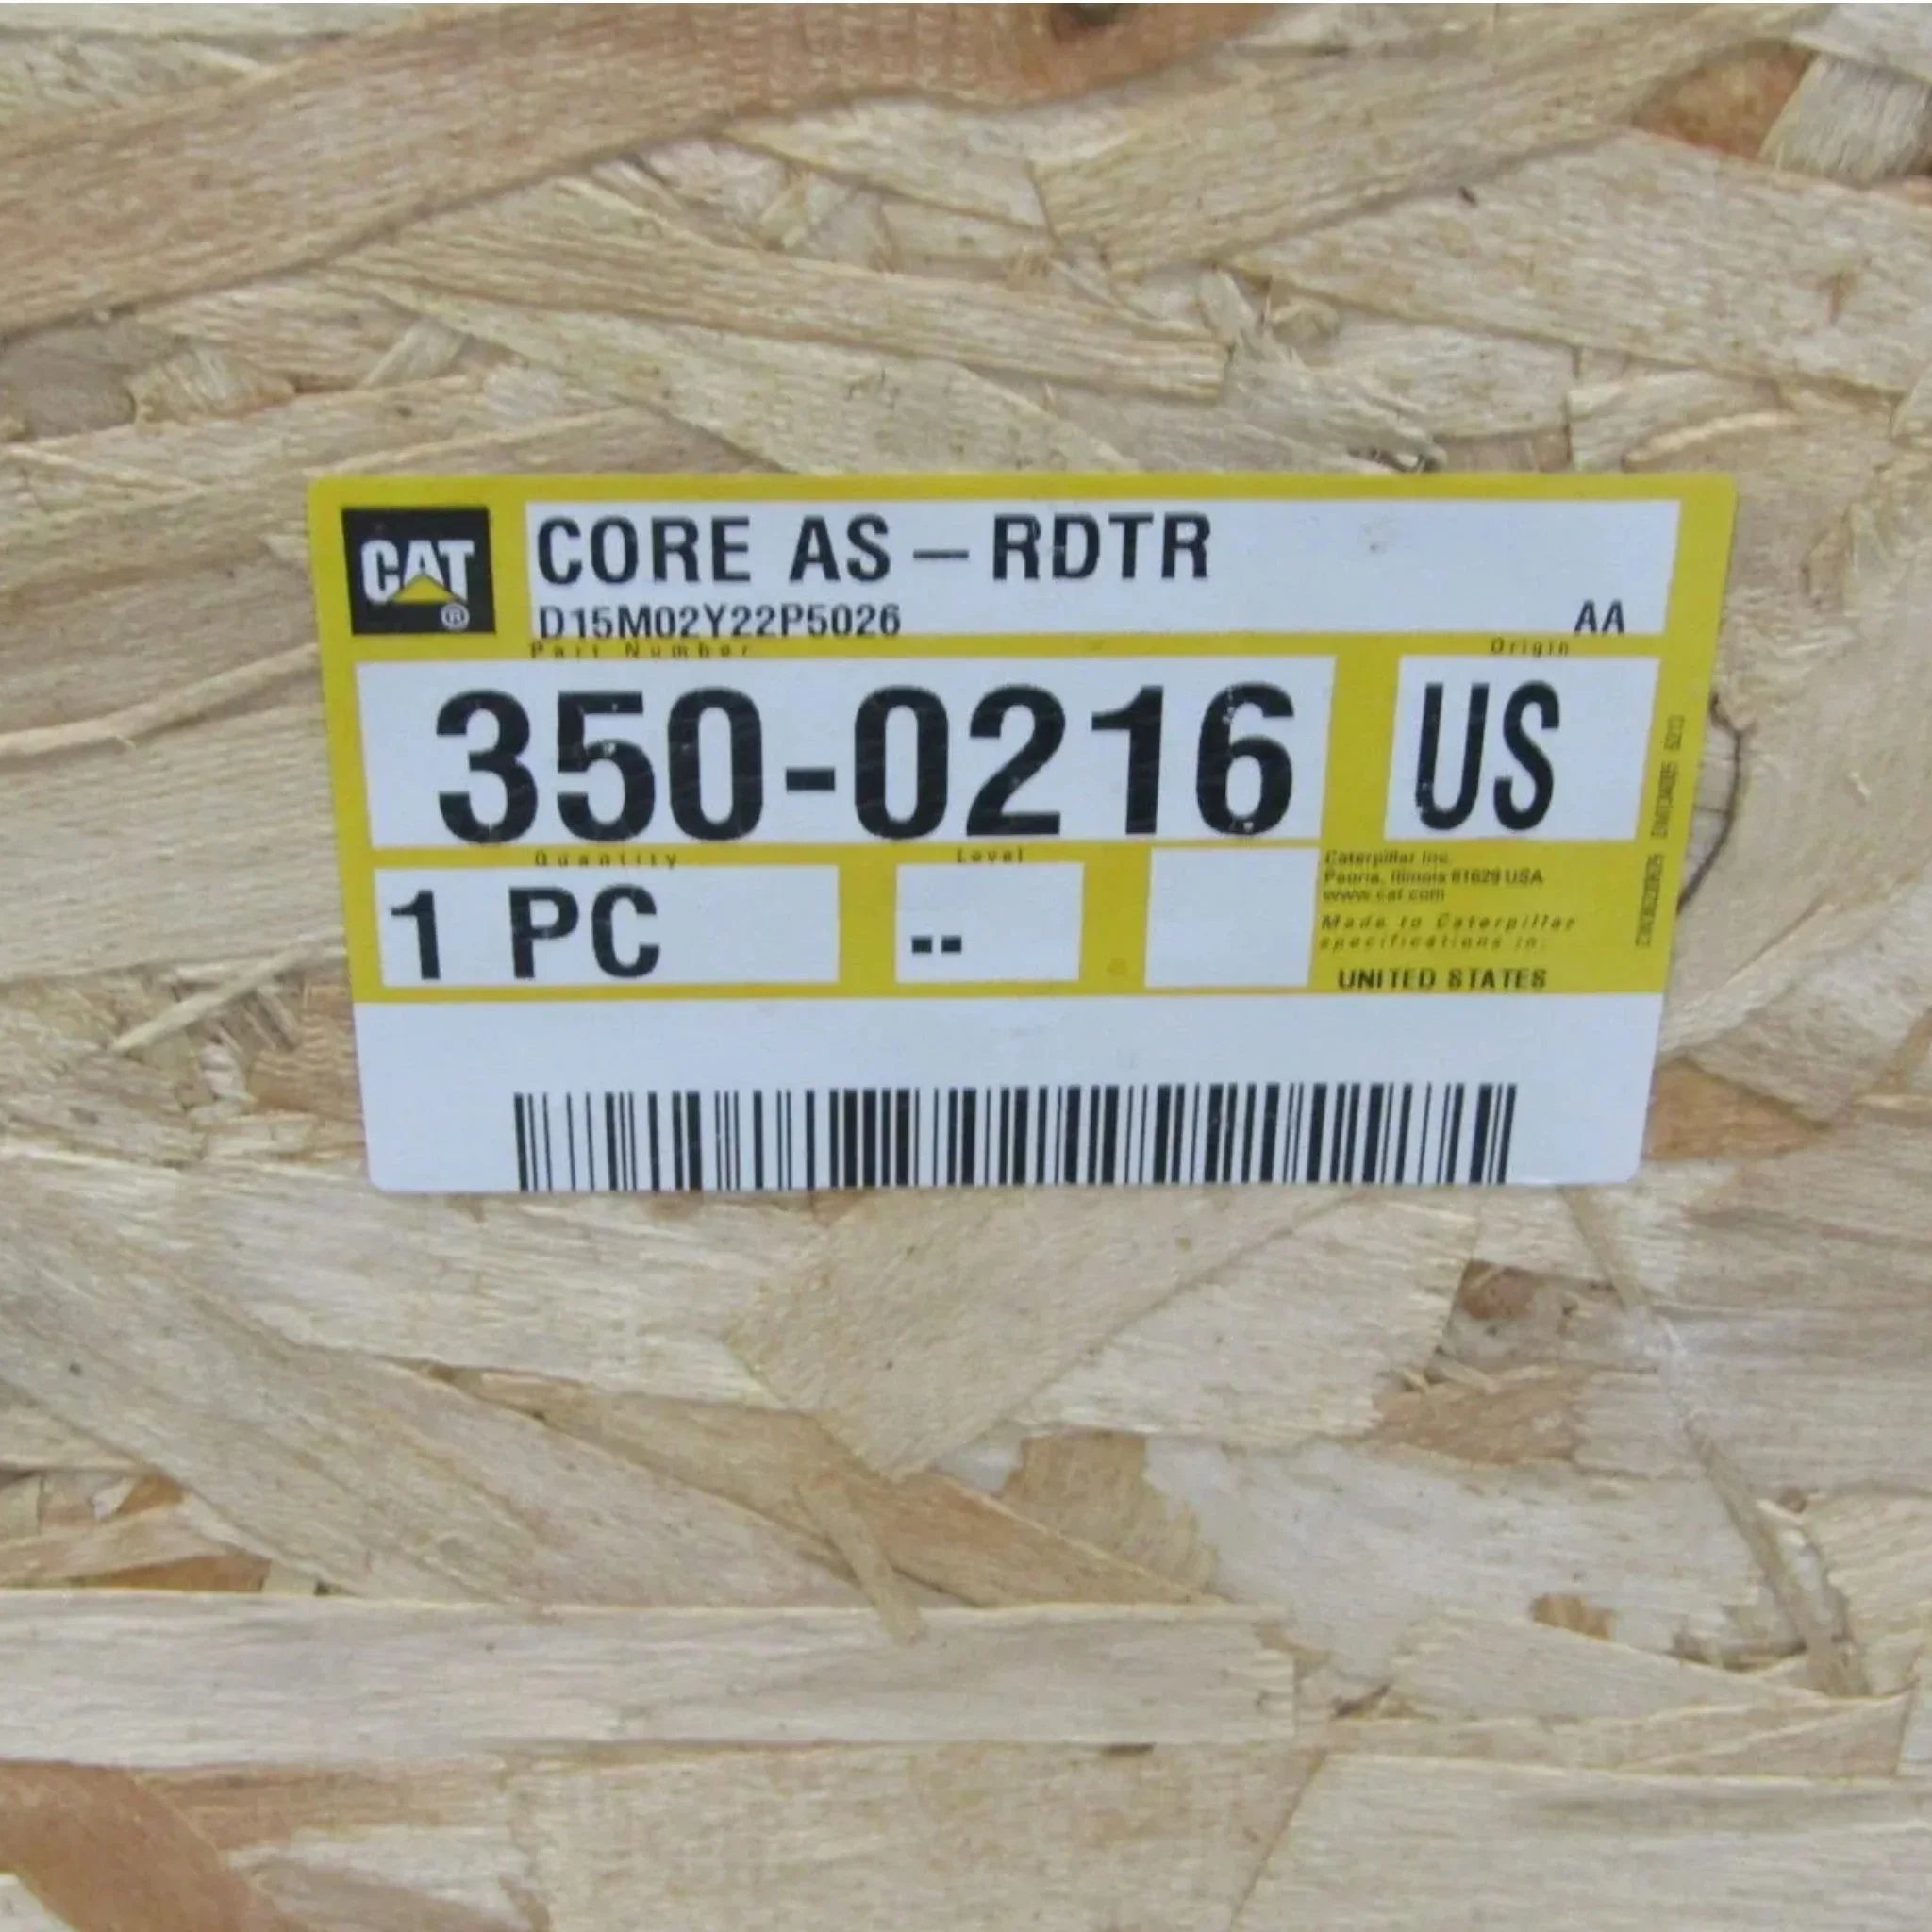 CAT ®
CORE AS – RDTR
D15M02Y22P5026 AA
Part Number Origin
350-0216 US
Quantity Level
1 PC --
Caterpillar Inc.
Peoria, Illinois 61629 USA
www.cat.com
Made to Caterpillar
specifications in:
UNITED STATES